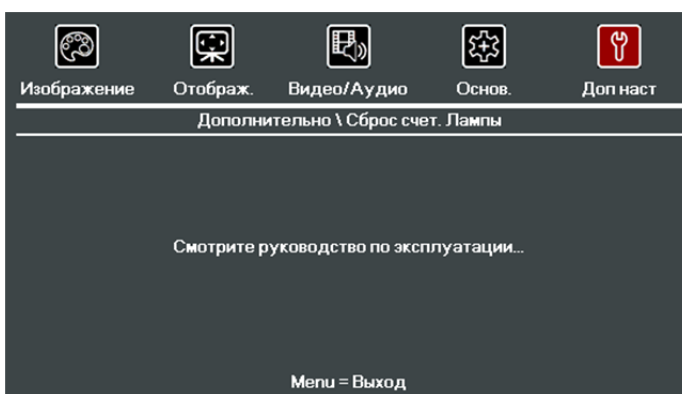 Изображение Отображ. Видео/Аудио Основ. Доп наст
Дополнительно \ Сброс счет. Лампы
Смотрите руководство по эксплуатации...
Menu = Выход